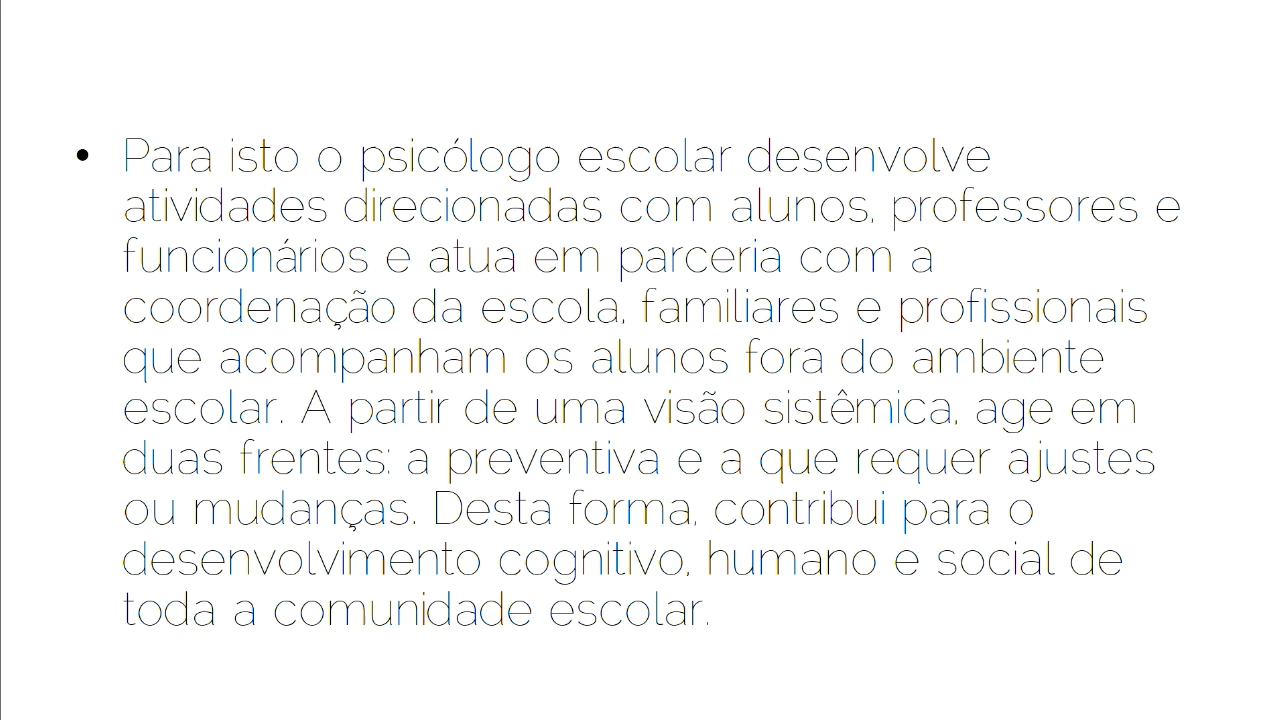 • Para isto o psicólogo escolar desenvolve
atividades direcionadas com alunos, professores e
funcionários e atua em parceria com a
coordenação da escola, familiares e profissionais
que acompanham os alunos fora do ambiente
escolar. A partir de uma visão sistêmica, age em
duas frentes: a preventiva e a que requer ajustes
ou mudanças. Desta forma, contribui para o
desenvolvimento cognitivo, humano e social de
toda a comunidade escolar.